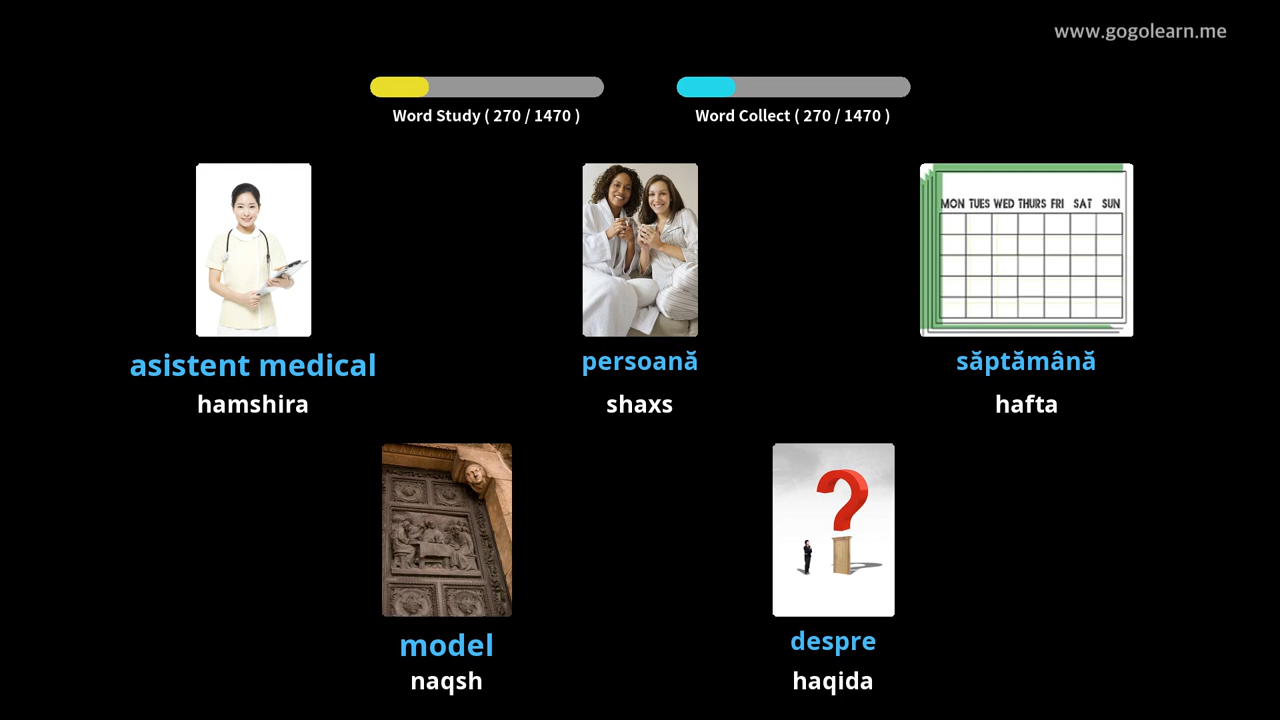 www.gogolearn.me
Word Study ( 270 / 1470 )
Word Collect ( 270 / 1470 )
MON TUES WED THURS FRI SAT SUN
asistent medical
persoană
săptămână
hamshira
shaxs
hafta
model
despre
naqsh
haqida